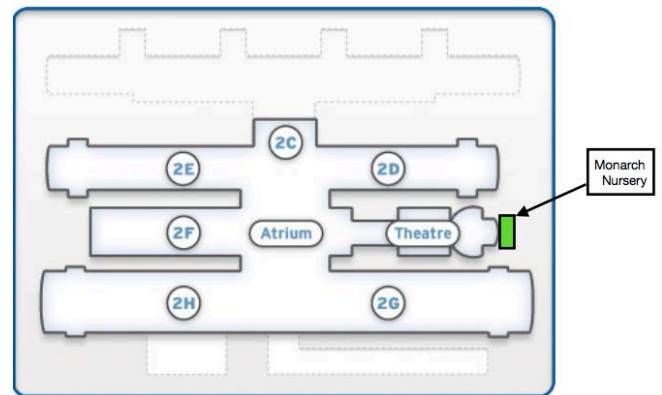 2C
2E
2D
Monarch
Nursery
2F
Atrium
Theatre
2H
2G